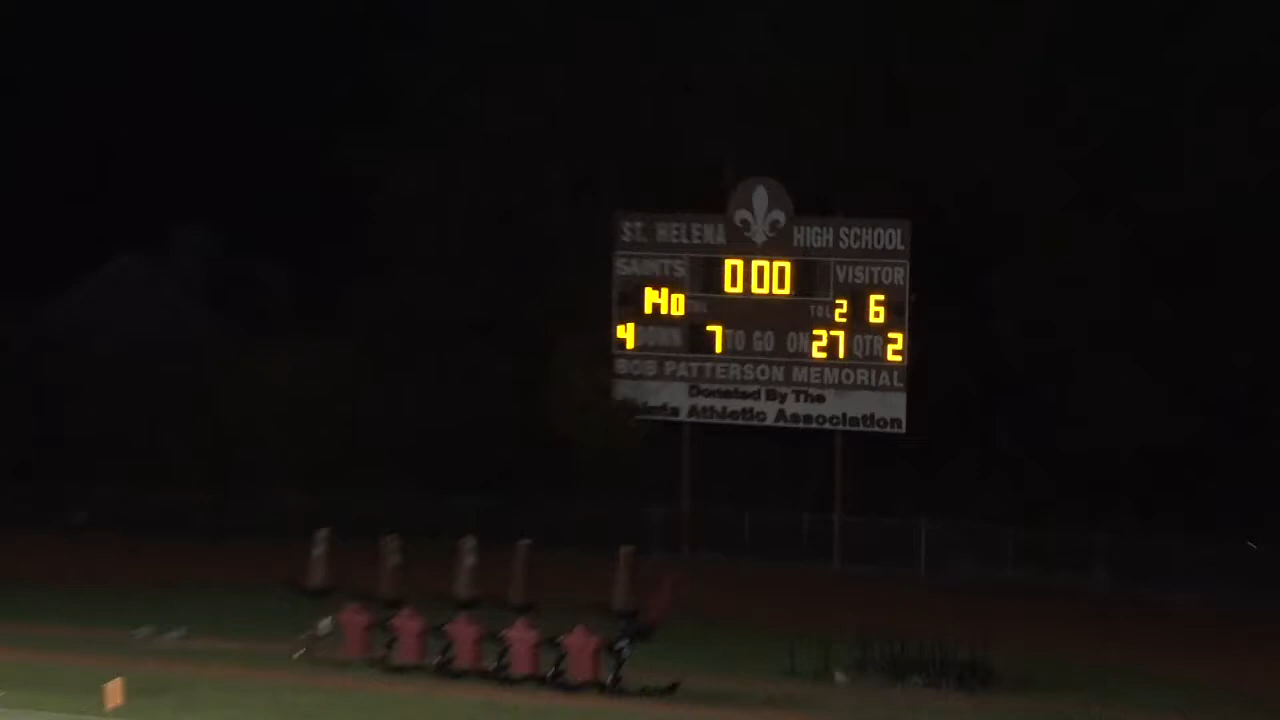 ST. HELENA HIGH SCHOOL
SAINTS 0 00 VISITOR
TOL 2 6
4 DOWN 7 TO GO ON 27 QTR 2
BOB PATTERSON MEMORIAL
Donated By The
Athletic Association